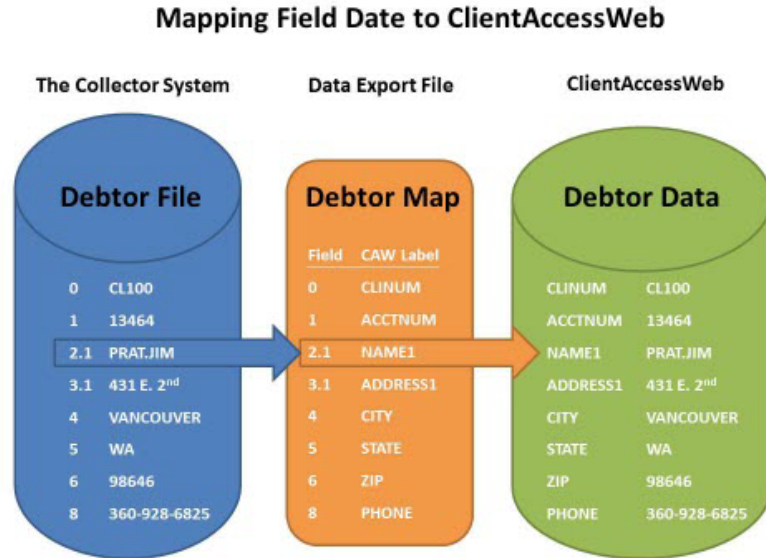 Mapping Field Date to ClientAccessWeb
The Collector System
Data Export File
ClientAccessWeb
Debtor File
0 CL100
1 13464
2.1 PRAT.JIM
3.1 431 E. 2nd
4 VANCOUVER
5 WA
6 98646
8 360-928-6825
Debtor Map
Field CAW Label
0 CLINUM
1 ACCTNUM
2.1 NAME1
3.1 ADDRESS1
4 CITY
5 STATE
6 ZIP
8 PHONE
Debtor Data
CLINUM CL100
ACCTNUM 13464
NAME1 PRAT.JIM
ADDRESS1 431 E. 2nd
CITY VANCOUVER
STATE WA
ZIP 98646
PHONE 360-928-6825